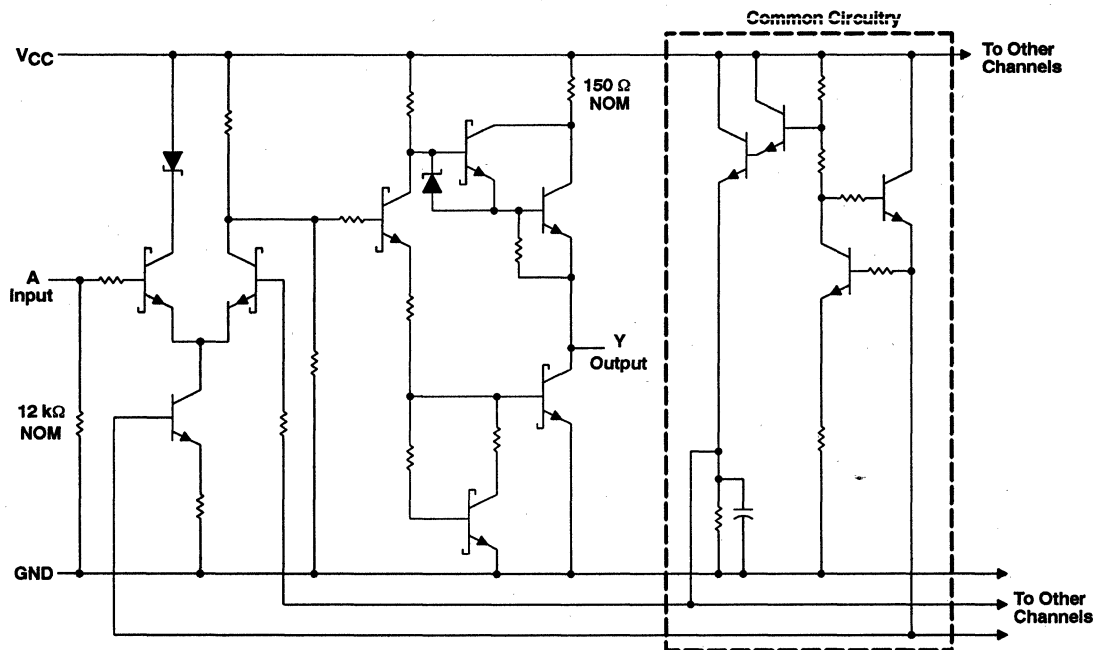 Common Circuitry
VCC
To Other
Channels
150 Ω
NOM
A
Input
Y
Output
12 kΩ
NOM
GND
To Other
Channels